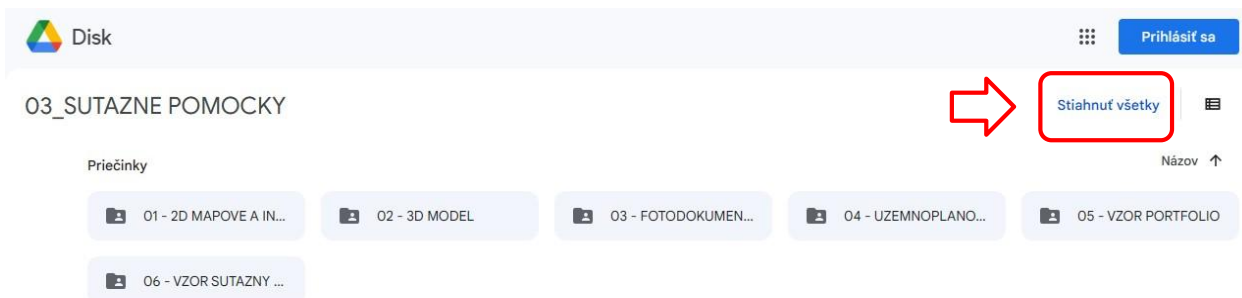 Disk
Prihlásiť sa
03_SUTAZNE POMOCKY
Stiahnuť všetky
Priečinky
Názov
01 - 2D MAPOVE A IN...
02 - 3D MODEL
03 - FOTODOKUMEN...
04 - UZEMNOPLANO...
05 - VZOR PORTFOLIO
06 - VZOR SUTAZNY ...